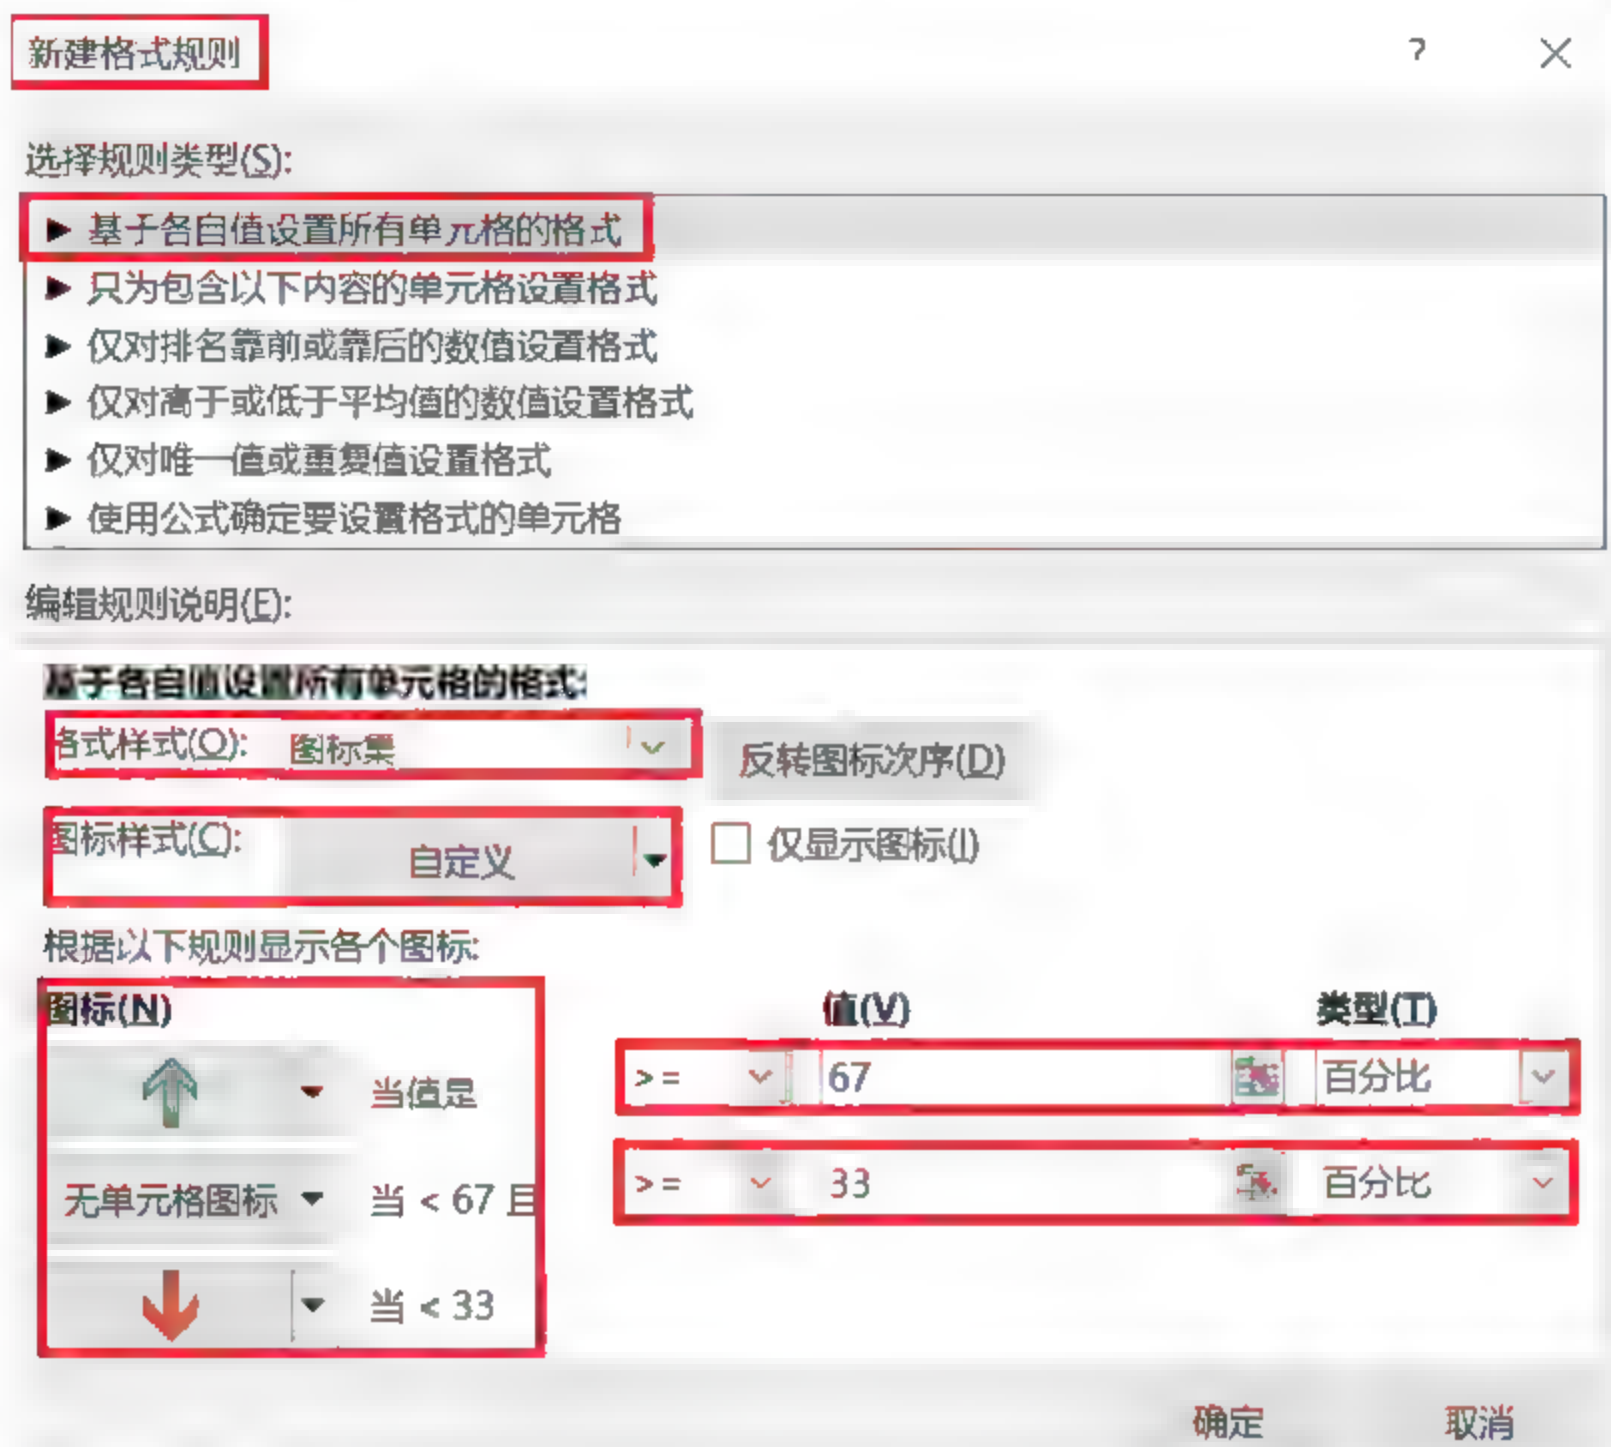 新建格式规则 ?
选择规则类型(S):
基于各自值设置所有单元格的格式
只为包含以下内容的单元格设置格式
仅对排名靠前或靠后的数值设置格式
仅对高于或低于平均值的数值设置格式
仅对唯一值或重复值设置格式
使用公式确定要设置格式的单元格
编辑规则说明(E):
基于各自值设置所有单元格的格式:
格式样式(O): 图标集 反转图标次序(D)
图标样式(C): 自定义 仅显示图标(I)
根据以下规则显示各个图标:
图标(N) 值(V) 类型(T)
当值是 >= 67 百分比
无单元格图标 当 < 67 且 >= 33 百分比
当 < 33
确定 取消